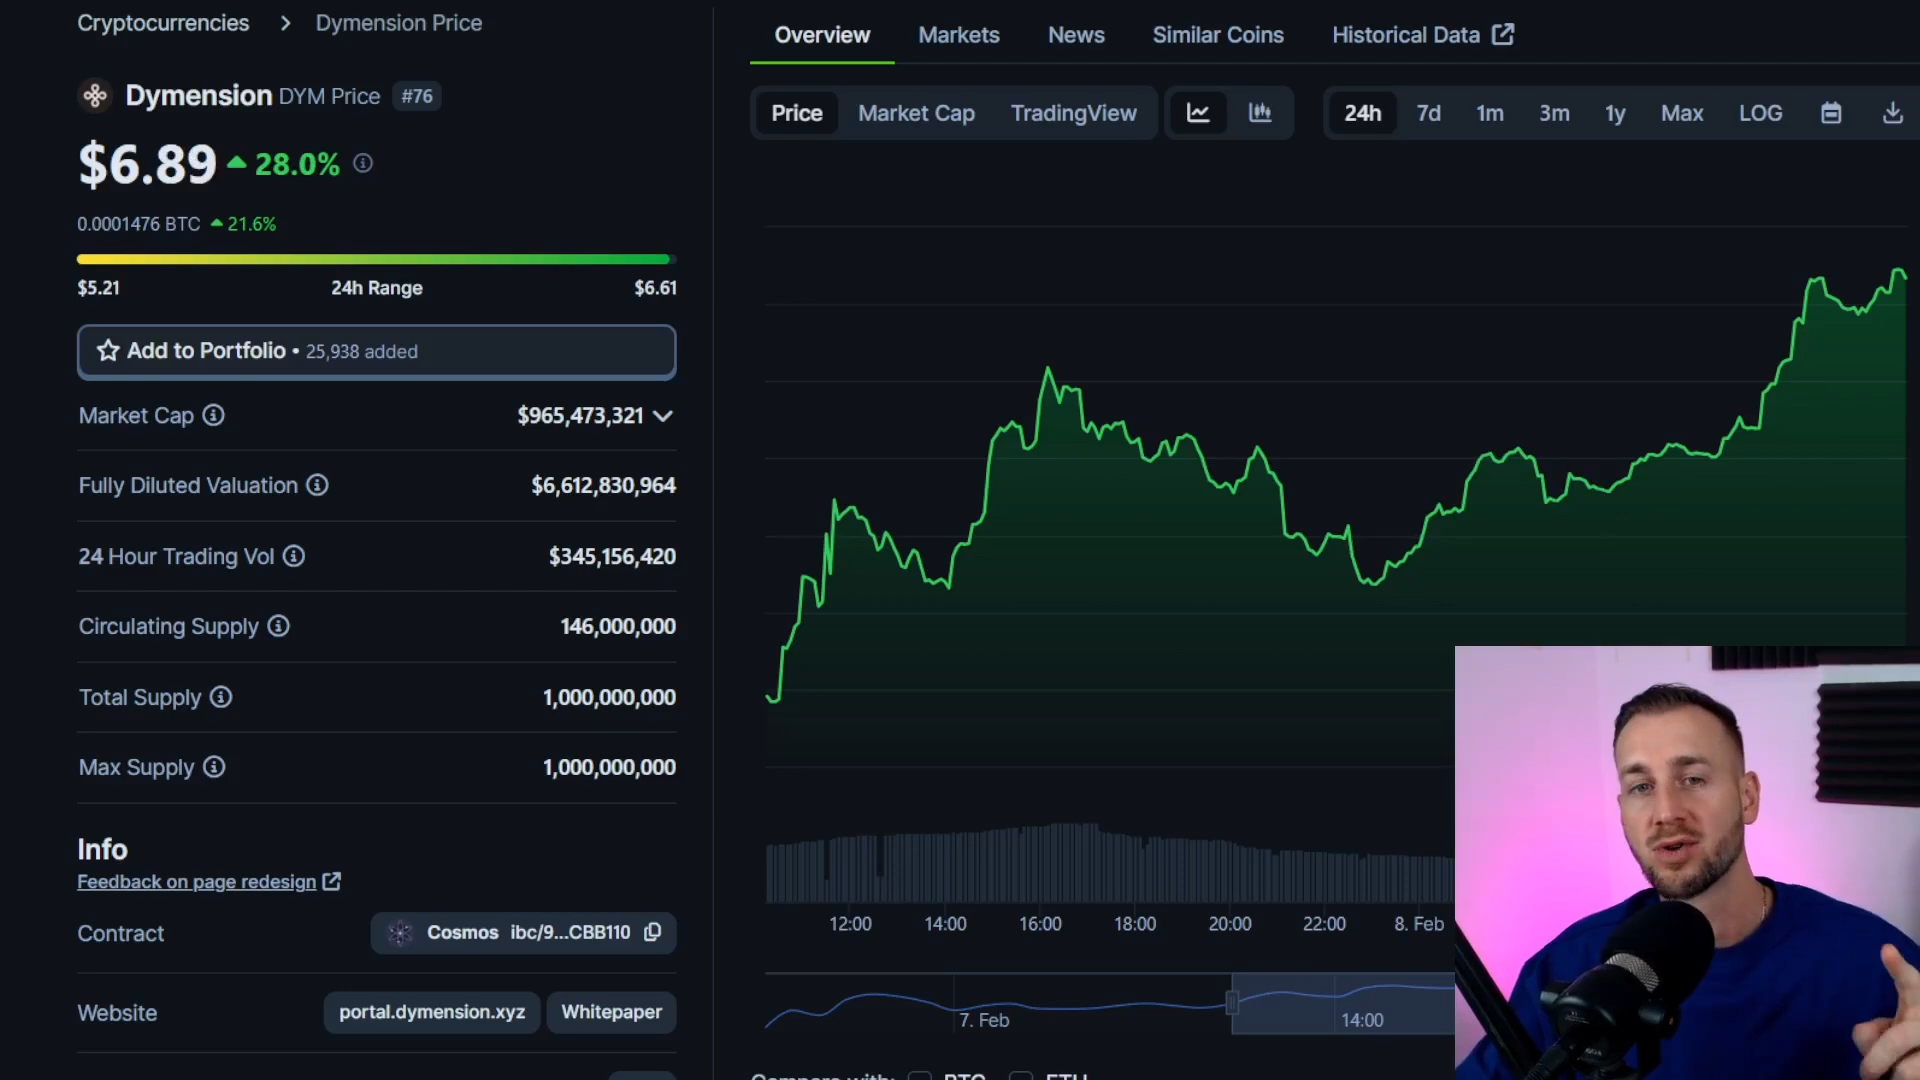 Cryptocurrencies > Dymension Price
Dymension DYM Price #76
$6.89 28.0%
0.0001476 BTC 21.6%
$5.21 24h Range $6.61
Add to Portfolio • 25,938 added
Market Cap $965,473,321
Fully Diluted Valuation $6,612,830,964
24 Hour Trading Vol $345,156,420
Circulating Supply 146,000,000
Total Supply 1,000,000,000
Max Supply 1,000,000,000
Info
Feedback on page redesign
Contract Cosmos ibc/9...CBB110
Website portal.dymension.xyz Whitepaper
Overview Markets News Similar Coins Historical Data
Price Market Cap TradingView 24h 7d 1m 3m 1y Max LOG
12:00 14:00 16:00 18:00 20:00 22:00 8. Feb
7. Feb 14:00
Compare with: BTC ETH